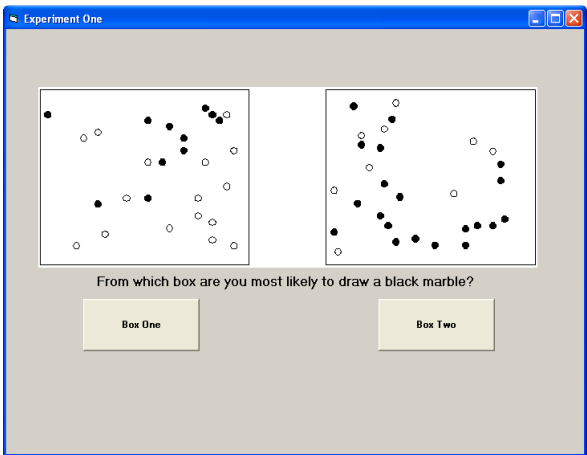 Experiment One
From which box are you most likely to draw a black marble?
Box One
Box Two